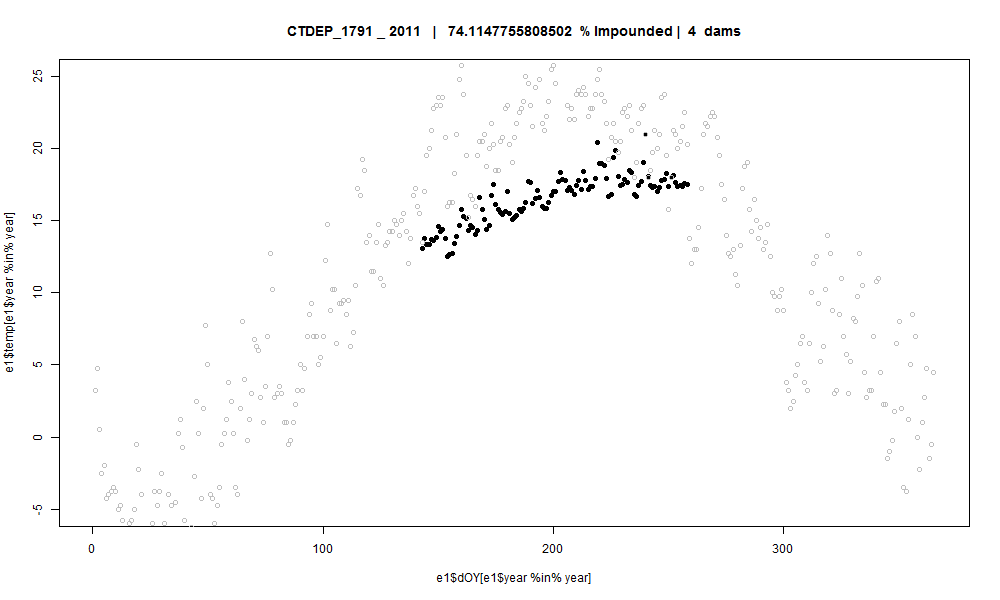 CTDEP_1791 _ 2011 | 74.1147755808502 % Impounded | 4 dams
25
20
15
10
5
0
-5
e1$temp[e1$year %in% year]
0 100 200 300
e1$dOY[e1$year %in% year]